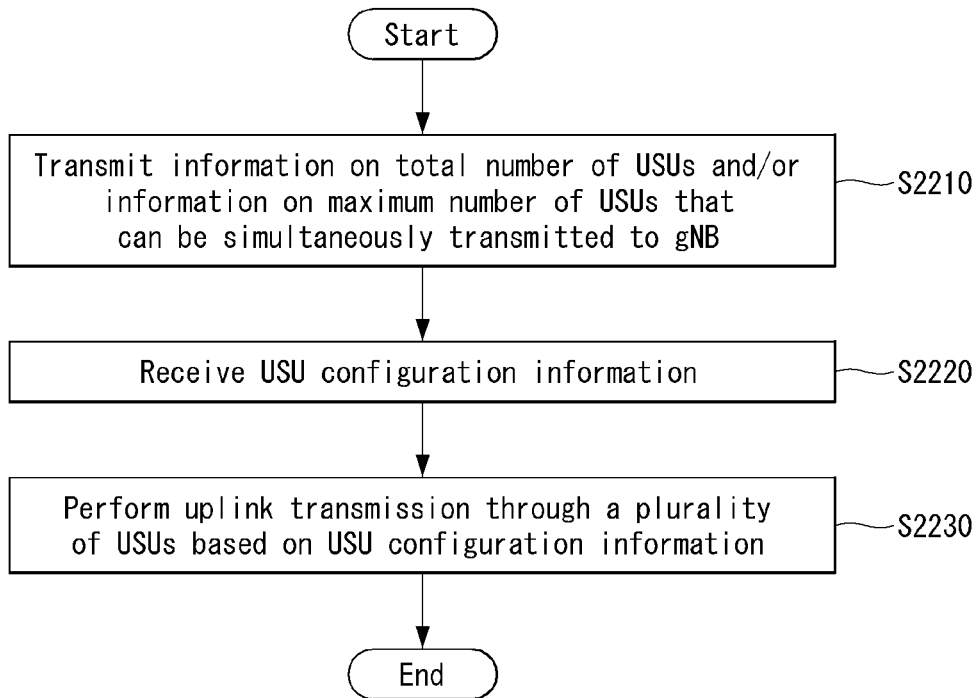 Start
Transmit information on total number of USUs and/or
information on maximum number of USUs that
can be simultaneously transmitted to gNB
S2210
Receive USU configuration information
S2220
Perform uplink transmission through a plurality
of USUs based on USU configuration information
S2230
End